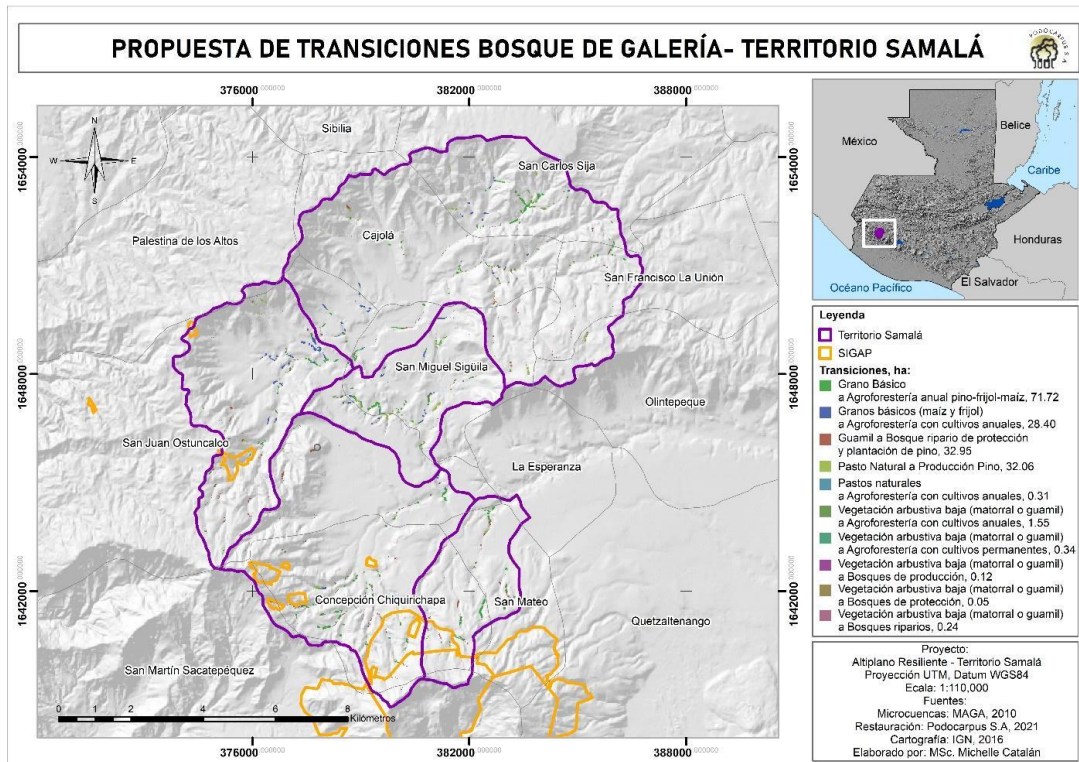 PROPUESTA DE TRANSICIONES BOSQUE DE GALERÍA- TERRITORIO SAMALÁ
PODOCARPUS S.A
376000 382000 388000
N
W E
S
1654000
1648000
1642000
1654000
1648000
1642000
Sibilia
San Carlos Sija
Palestina de los Altos
Cajolá
San Francisco La Unión
San Miguel Sigüila
Olintepeque
San Juan Ostuncalco
La Esperanza
Concepción Chiquirichapa
San Mateo
Quetzaltenango
San Martín Sacatepéquez
0 2 4 6 8
Kilómetros
376000 382000 388000
México
Belice
Caribe
Honduras
El Salvador
Océano Pacífico
Leyenda
Territorio Samalá
SIGAP
Transiciones, ha:
Grano Básico
a Agroforestería anual pino-frijol-maíz, 71.72
Granos básicos (maíz y frijol)
a Agroforestería con cultivos anuales, 28.40
Guamil a Bosque ripario de protección
y plantación de pino, 32.95
Pasto Natural a Producción Pino, 32.06
Pastos naturales
a Agroforestería con cultivos anuales, 0.31
Vegetación arbustiva baja (matorral o guamil)
a Agroforestería con cultivos anuales, 1.55
Vegetación arbustiva baja (matorral o guamil)
a Agroforestería con cultivos permanentes, 0.34
Vegetación arbustiva baja (matorral o guamil)
a Bosques de producción, 0.12
Vegetación arbustiva baja (matorral o guamil)
a Bosques de protección, 0.05
Vegetación arbustiva baja (matorral o guamil)
a Bosques riparios, 0.24
Proyecto:
Altiplano Resiliente - Territorio Samalá
Proyección UTM, Datum WGS84
Ecala: 1:110,000
Fuentes:
Microcuencas: MAGA, 2010
Restauración: Podocarpus S.A, 2021
Cartografía: IGN, 2016
Elaborado por: MSc. Michelle Catalán